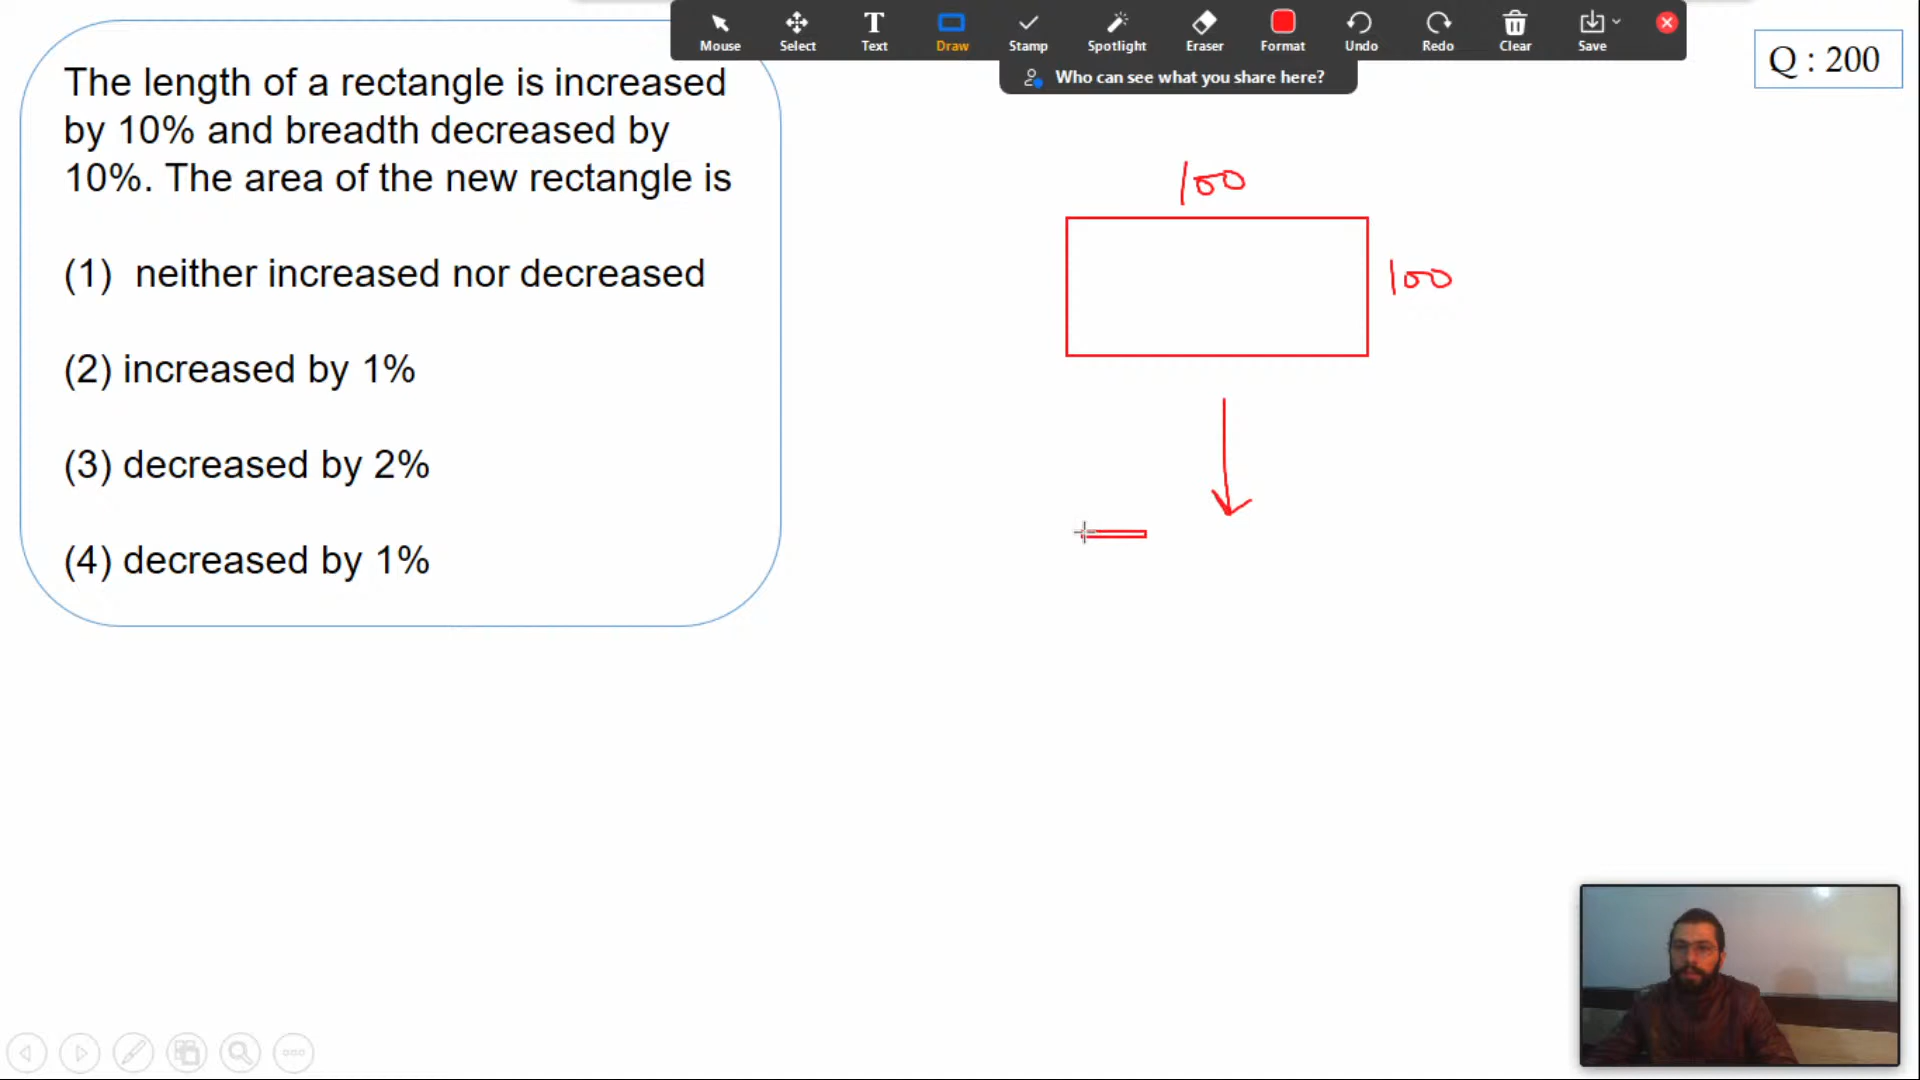 Mouse Select Text Draw Stamp Spotlight Eraser Format Undo Redo Clear Save
Who can see what you share here?
Q : 200
The length of a rectangle is increased
by 10% and breadth decreased by
10%. The area of the new rectangle is
(1) neither increased nor decreased
(2) increased by 1%
(3) decreased by 2%
(4) decreased by 1%
100
100